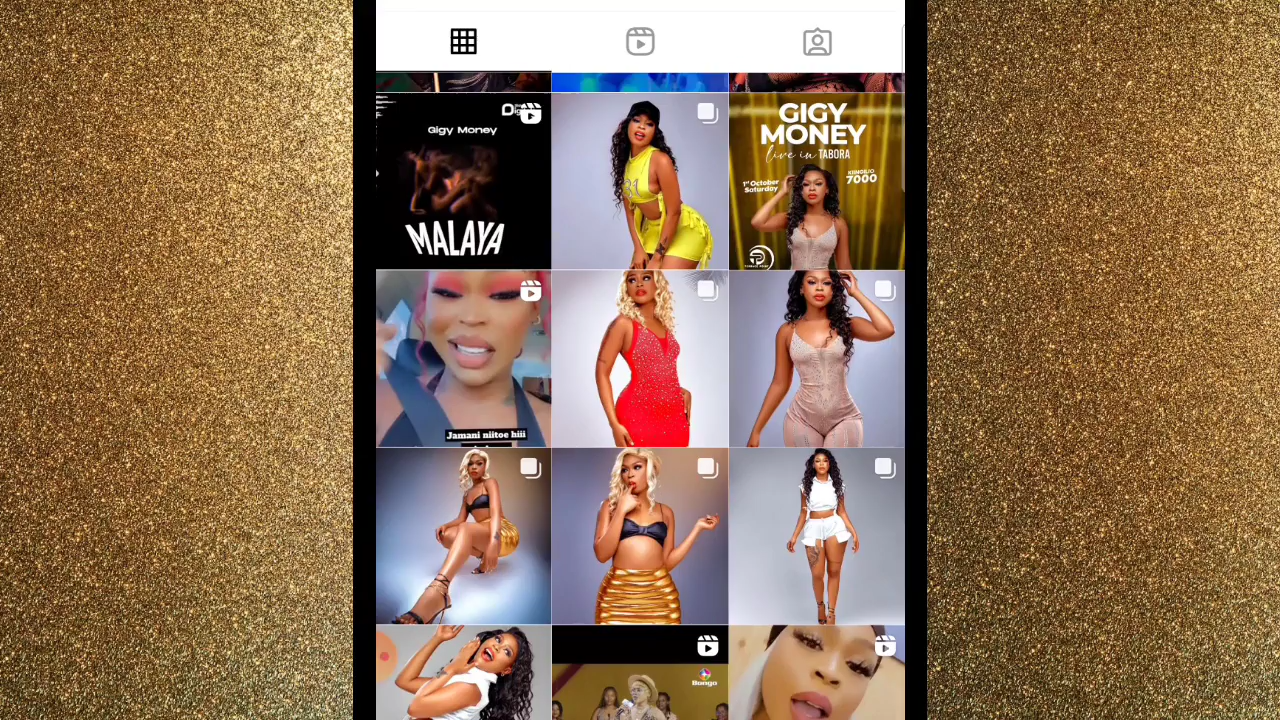 Gigy Money
MALAYA
GIGY
MONEY
live in TABORA
1st October
Saturday
KIINGILIO
7000
Jamani niitoe hiii
Bongo